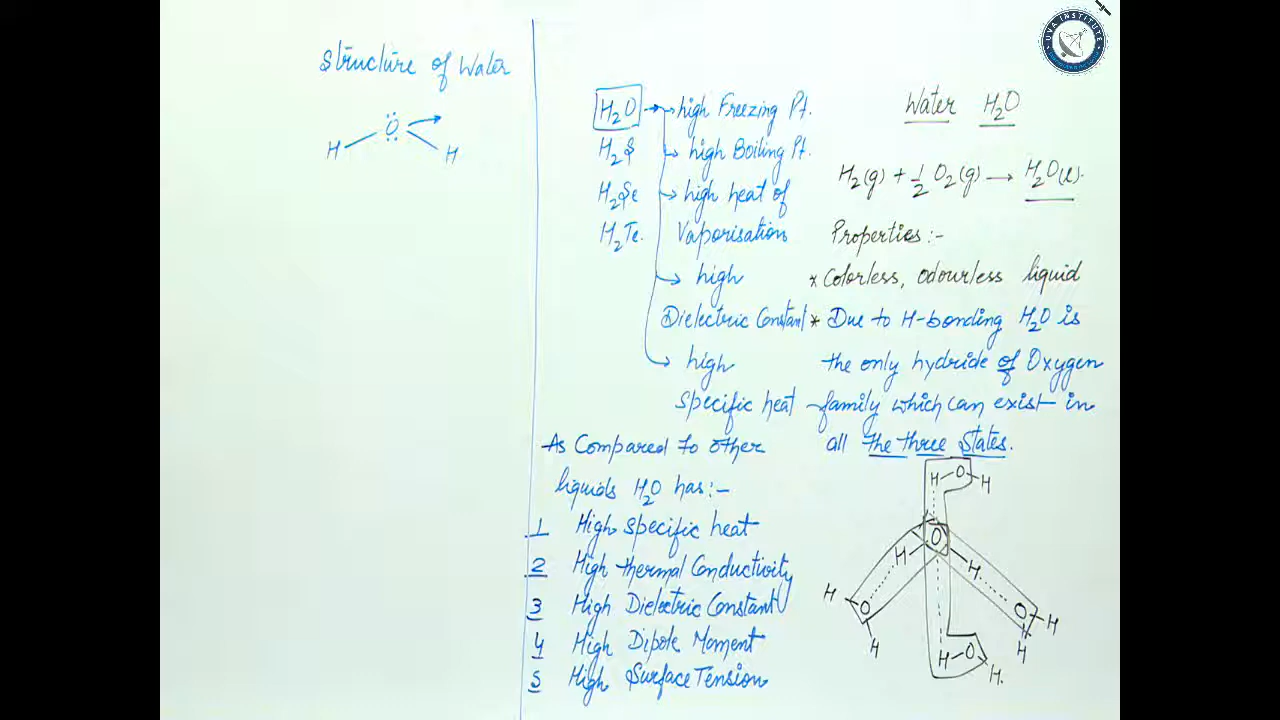 UVA INSTITUTE
Structure of Water
H Ö H
Water H₂O
H₂(g) + 1/2 O₂(g) → H₂O(l).
Properties:-
* Colorless, odourless liquid
* Due to H-bonding H₂O is
the only hydride of Oxygen
family which can exist in
all the three States.
H₂O → high Freezing Pt.
H₂S → high Boiling Pt.
H₂Se → high heat of
H₂Te. Vaporisation
→ high
Dielectric Constant
→ high
specific heat
As Compared to other
liquids H₂O has:-
1 High specific heat
2 High thermal Conductivity
3 High Dielectric Constant
4 High Dipole Moment
5 High Surface Tension
H-O-H
O
H H
H O O H
H H
H-O
H.